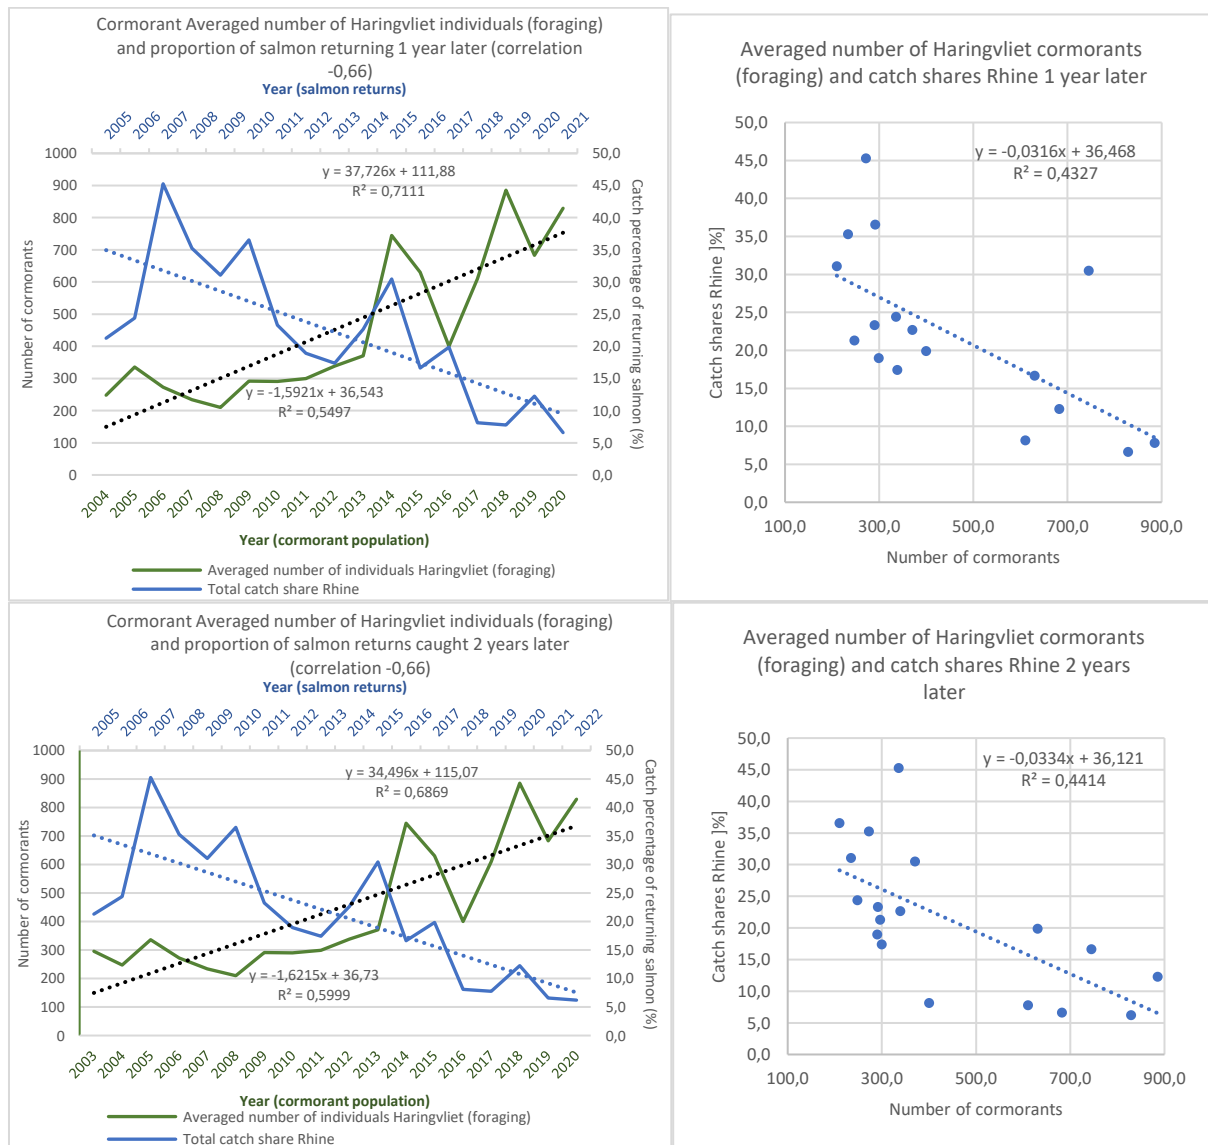 Cormorant Averaged number of Haringvliet individuals (foraging)
and proportion of salmon returning 1 year later (correlation
-0,66)
Year (salmon returns)
2005 2006 2007 2008 2009 2010 2011 2012 2013 2014 2015 2016 2017 2018 2019 2020 2021
1000 50,0
900 45,0
800 40,0
700 35,0
600 30,0
500 25,0
400 20,0
300 15,0
200 10,0
100 5,0
0 0,0
Number of cormorants
Catch percentage of returning salmon (%)
y = 37,726x + 111,88
R² = 0,7111
y = -1,5921x + 36,543
R² = 0,5497
2004 2005 2006 2007 2008 2009 2010 2011 2012 2013 2014 2015 2016 2017 2018 2019 2020
Year (cormorant population)
Averaged number of individuals Haringvliet (foraging)
Total catch share Rhine
Averaged number of Haringvliet cormorants
(foraging) and catch shares Rhine 1 year later
50,0
45,0
40,0
35,0
30,0
25,0
20,0
15,0
10,0
5,0
0,0
Catch shares Rhine ]%]
y = -0,0316x + 36,468
R² = 0,4327
100,0 300,0 500,0 700,0 900,0
Number of cormorants
Cormorant Averaged number of Haringvliet individuals (foraging)
and proportion of salmon returns caught 2 years later
(correlation -0,66)
Year (salmon returns)
2005 2006 2007 2008 2009 2010 2011 2012 2013 2014 2015 2016 2017 2018 2019 2020 2021 2022
1000 50,0
900 45,0
800 40,0
700 35,0
600 30,0
500 25,0
400 20,0
300 15,0
200 10,0
100 5,0
0 0,0
Number of cormorants
Catch percentage of returning salmon (%)
y = 34,496x + 115,07
R² = 0,6869
y = -1,6215x + 36,73
R² = 0,5999
2003 2004 2005 2006 2007 2008 2009 2010 2011 2012 2013 2014 2015 2016 2017 2018 2019 2020
Year (cormorant population)
Averaged number of individuals Haringvliet (foraging)
Total catch share Rhine
Averaged number of Haringvliet cormorants
(foraging) and catch shares Rhine 2 years
later
50,0
45,0
40,0
35,0
30,0
25,0
20,0
15,0
10,0
5,0
0,0
Catch shares Rhine ]%]
y = -0,0334x + 36,121
R² = 0,4414
100,0 300,0 500,0 700,0 900,0
Number of cormorants